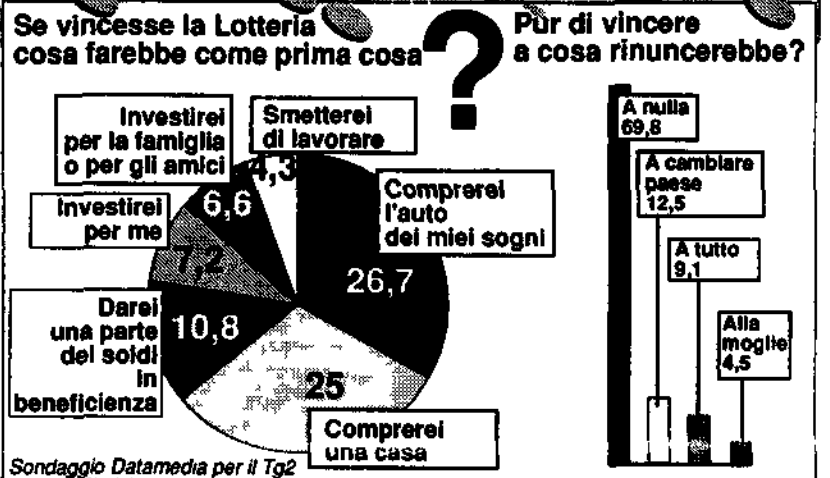 Se vincesse la Lotteria
cosa farebbe come prima cosa
?
Pur di vincere
a cosa rinuncerebbe?
Investirei
per la famiglia
o per gli amici
6,6
Smetterei
di lavorare
4,3
Comprerei
l'auto
dei miei sogni
26,7
Investirei
per me
7,2
Darei
una parte
dei soldi
in
beneficienza
10,8
25
Comprerei
una casa
A nulla
69,8
A cambiare
paese
12,5
A tutto
9,1
Alla
moglie
4,5
Sondaggio Datamedia per il Tg2